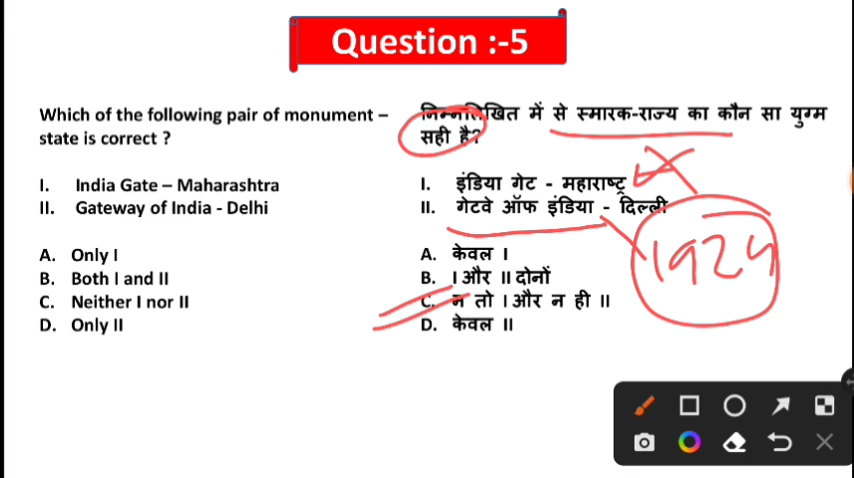 Question :-5
Which of the following pair of monument –
state is correct ?
I. India Gate – Maharashtra
II. Gateway of India - Delhi
A. Only I
B. Both I and II
C. Neither I nor II
D. Only II
निम्नलिखित में से स्मारक-राज्य का कौन सा युग्म
सही है?
I. इंडिया गेट - महाराष्ट्र
II. गेटवे ऑफ इंडिया - दिल्ली
A. केवल I
B. I और II दोनों
C. न तो I और न ही II
D. केवल II
1924